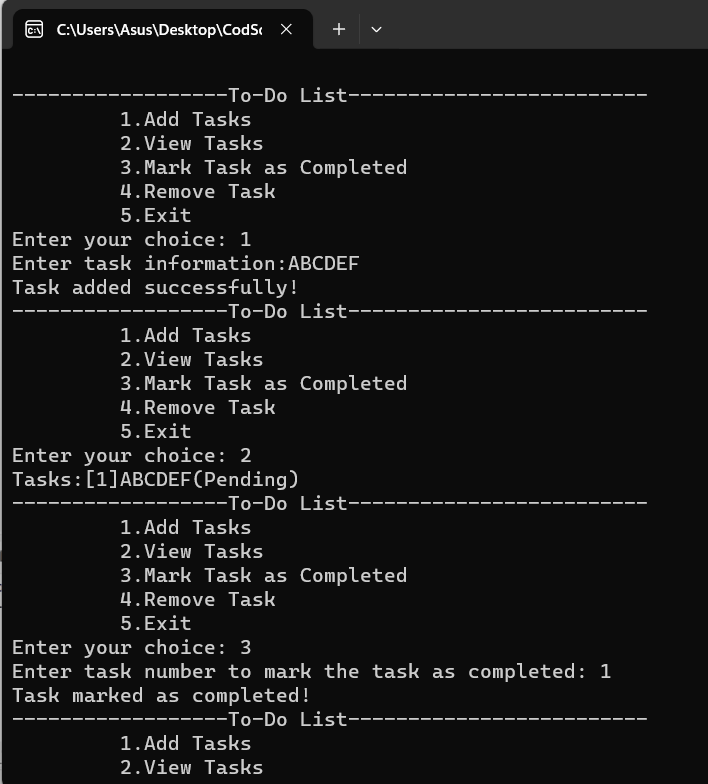 C:\Users\Asus\Desktop\CodSc
------------------To-Do List-------------------------
1.Add Tasks
2.View Tasks
3.Mark Task as Completed
4.Remove Task
5.Exit
Enter your choice: 1
Enter task information:ABCDEF
Task added successfully!
------------------To-Do List-------------------------
1.Add Tasks
2.View Tasks
3.Mark Task as Completed
4.Remove Task
5.Exit
Enter your choice: 2
Tasks:[1]ABCDEF(Pending)
------------------To-Do List-------------------------
1.Add Tasks
2.View Tasks
3.Mark Task as Completed
4.Remove Task
5.Exit
Enter your choice: 3
Enter task number to mark the task as completed: 1
Task marked as completed!
------------------To-Do List-------------------------
1.Add Tasks
2.View Tasks